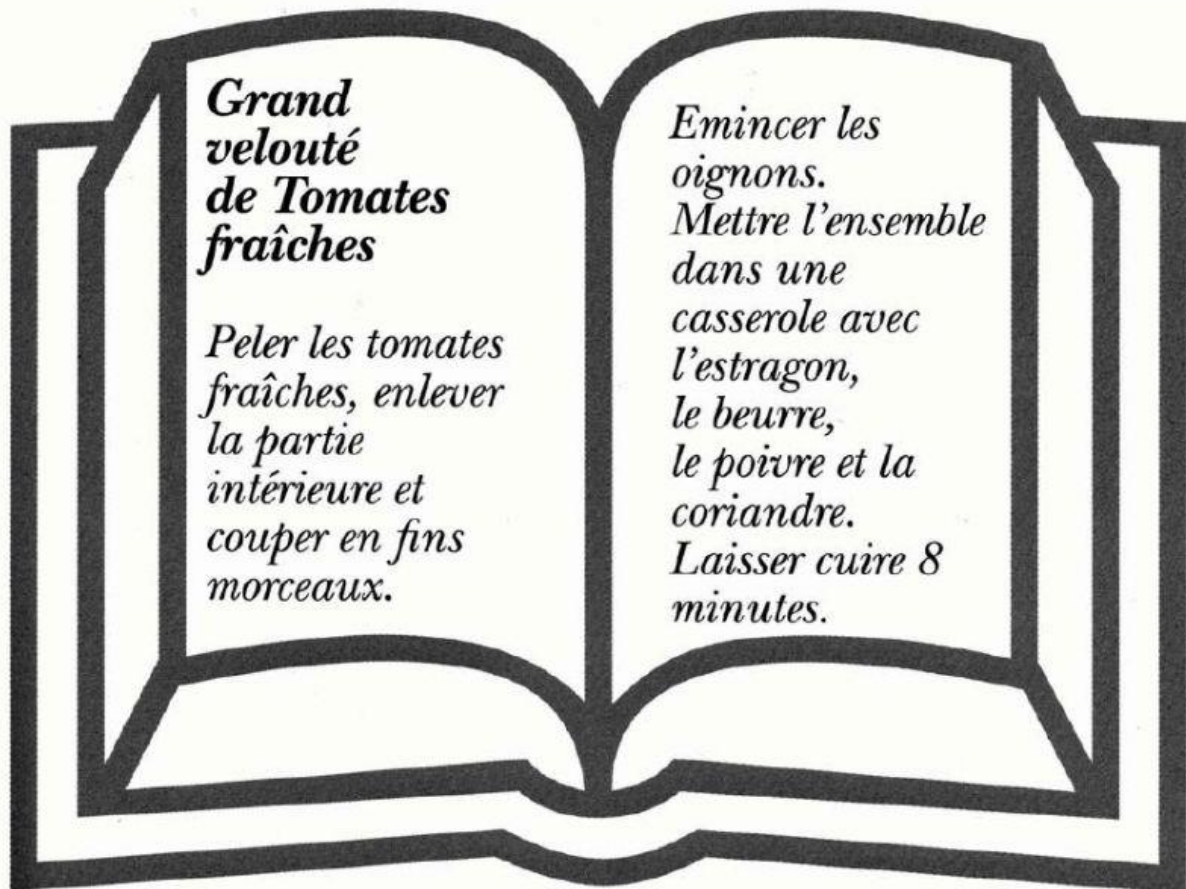 Grand
velouté
de Tomates
fraîches
Peler les tomates
fraîches, enlever
la partie
intérieure et
couper en fins
morceaux.
Emincer les
oignons.
Mettre l'ensemble
dans une
casserole avec
l'estragon,
le beurre,
le poivre et la
coriandre.
Laisser cuire 8
minutes.